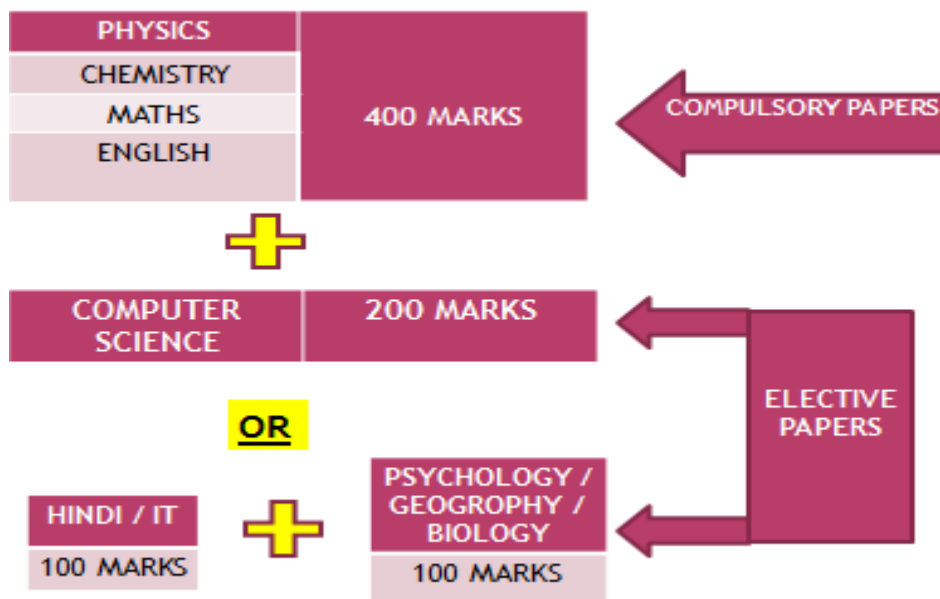 PHYSICS
CHEMISTRY
MATHS
ENGLISH
400 MARKS
COMPULSORY PAPERS
COMPUTER
SCIENCE
200 MARKS
ELECTIVE
PAPERS
OR
HINDI / IT
100 MARKS
PSYCHOLOGY /
GEOGRAPHY /
BIOLOGY
100 MARKS